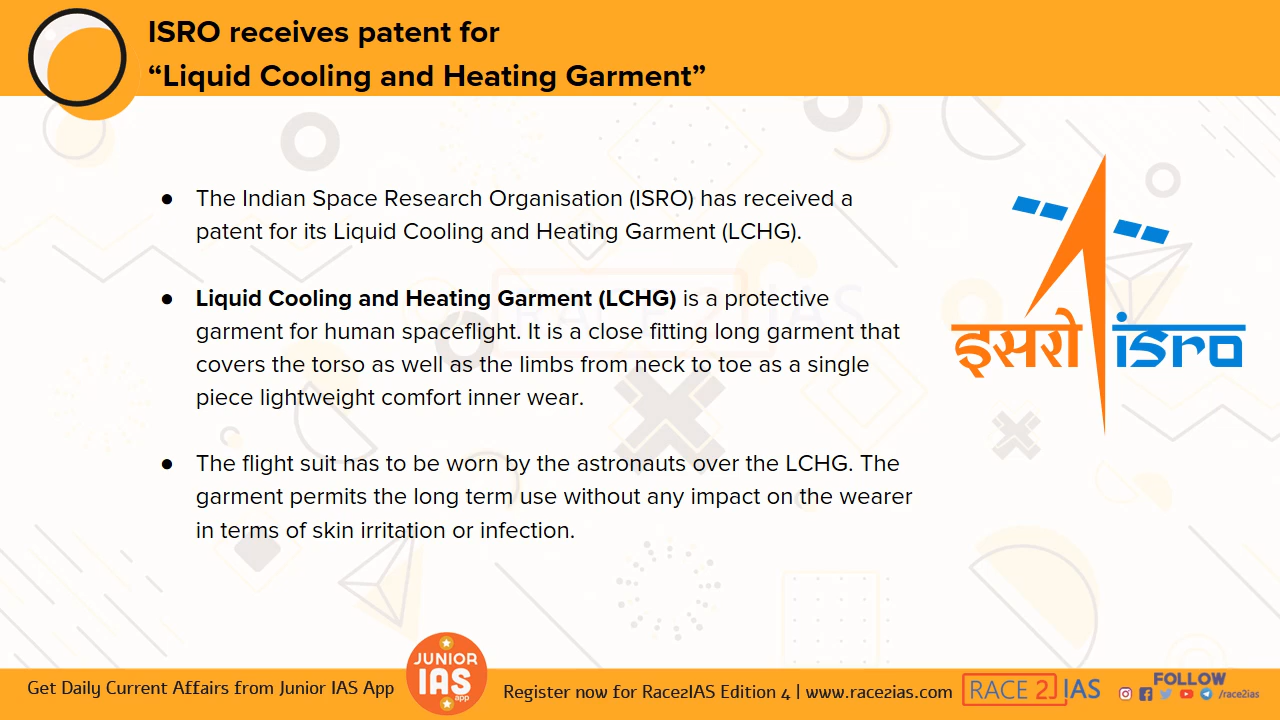 ISRO receives patent for
“Liquid Cooling and Heating Garment”
● The Indian Space Research Organisation (ISRO) has received a
patent for its Liquid Cooling and Heating Garment (LCHG).
● Liquid Cooling and Heating Garment (LCHG) is a protective
garment for human spaceflight. It is a close fitting long garment that
covers the torso as well as the limbs from neck to toe as a single
piece lightweight comfort inner wear.
● The flight suit has to be worn by the astronauts over the LCHG. The
garment permits the long term use without any impact on the wearer
in terms of skin irritation or infection.
इसरो isro
RACE 2 IAS
Get Daily Current Affairs from Junior IAS App
JUNIOR
IAS
app
Register now for Race2IAS Edition 4 | www.race2ias.com
RACE 2 IAS
FOLLOW
/race2ias